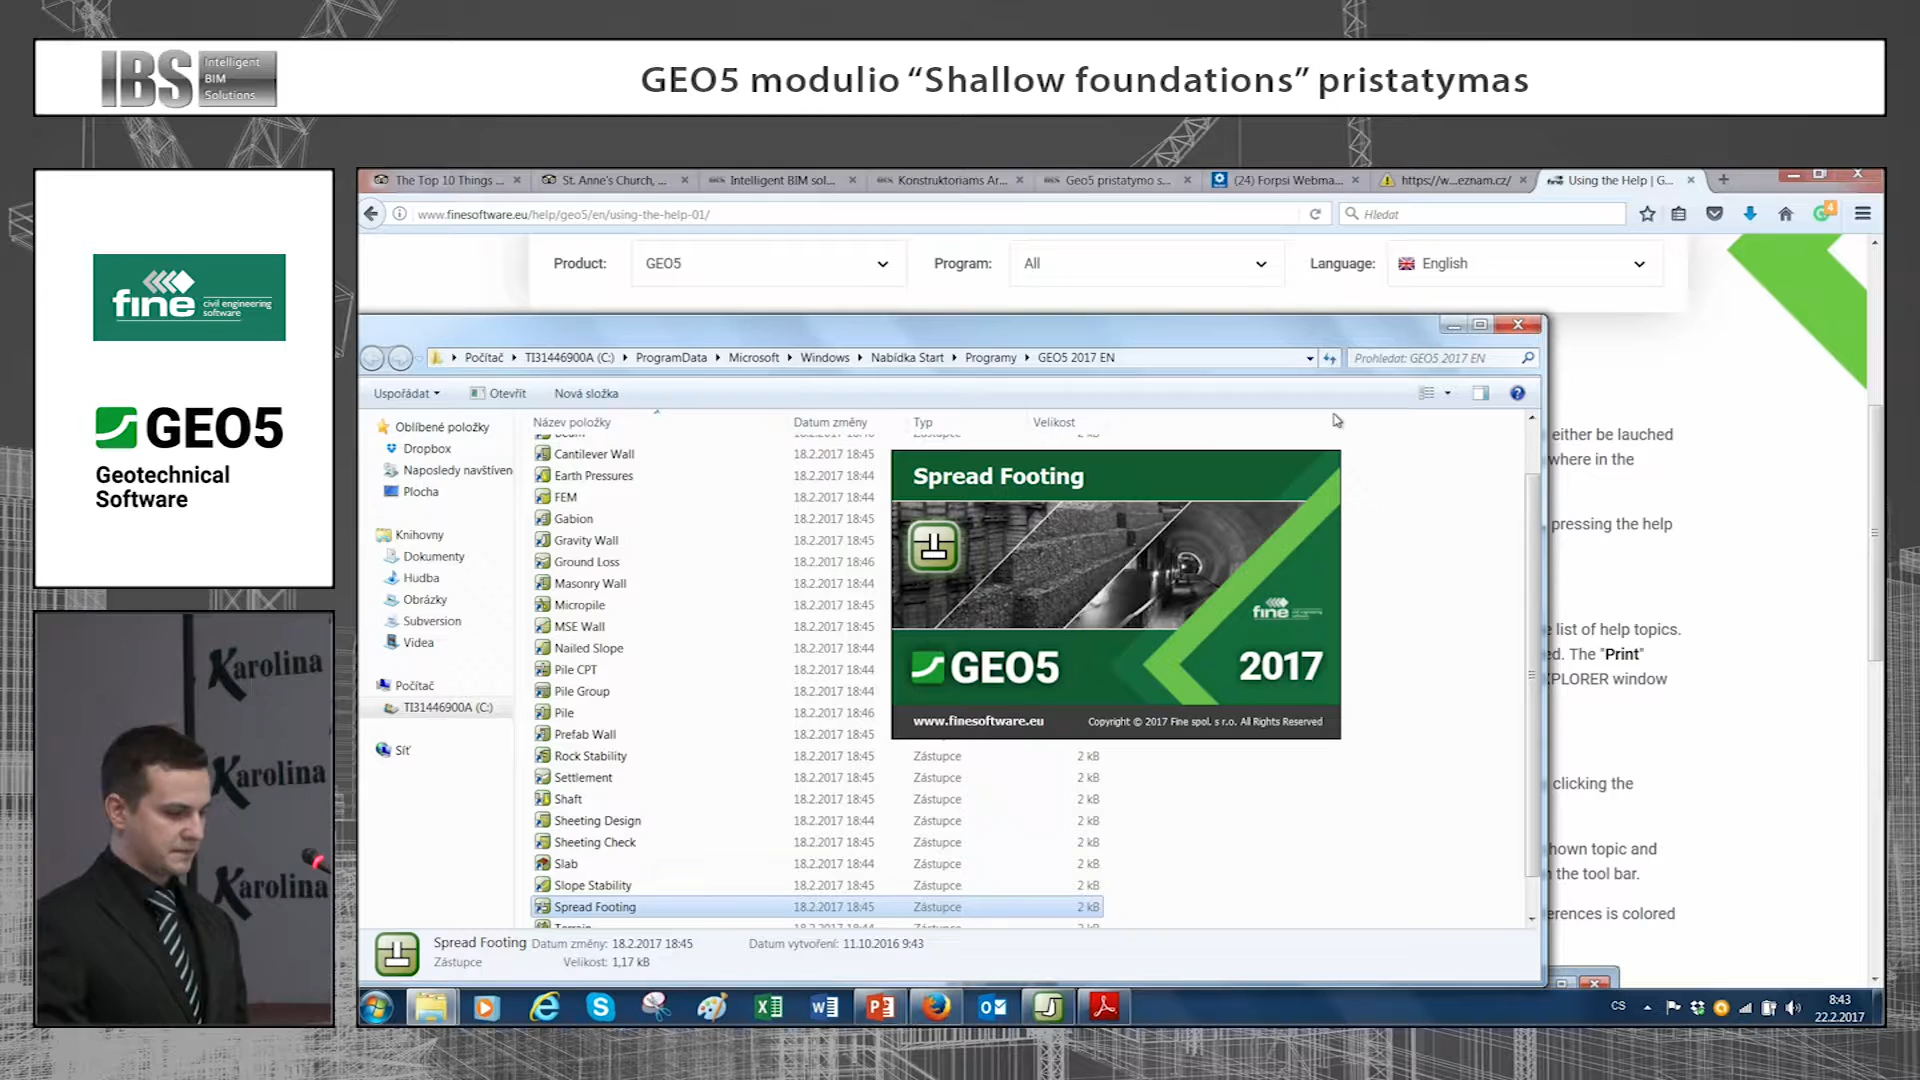 IBS Intelligent
BIM
Solutions
GEO5 modulio “Shallow foundations” pristatymas
fine civil engineering
software
GEO5
Geotechnical
Software
Karolina
Karolina
Karolina
The Top 10 Things ...
St. Anne's Church, ...
Intelligent BIM sol...
Konstruktoriams Ar...
Geo5 pristatymo s...
(24) Forpsi Webma...
https://w...eznam.cz/
Using the Help | G...
www.finesoftware.eu/help/geo5/en/using-the-help-01/
Hledat
4
Product: GEO5
Program: All
Language: English
Počítač
TI31446900A (C:)
ProgramData
Microsoft
Windows
Nabídka Start
Programy
GEO5 2017 EN
Prohledat: GEO5 2017 EN
Uspořádat
Otevřít
Nová složka
Oblíbené položky
Dropbox
Naposledy navštíven
Plocha
Knihovny
Dokumenty
Hudba
Obrázky
Subversion
Videa
Počítač
TI31446900A (C:)
Síť
Název položky Datum změny Typ Velikost
Cantilever Wall 18.2.2017 18:45
Earth Pressures 18.2.2017 18:44
FEM 18.2.2017 18:44
Gabion 18.2.2017 18:45
Gravity Wall 18.2.2017 18:45
Ground Loss 18.2.2017 18:46
Masonry Wall 18.2.2017 18:44
Micropile 18.2.2017 18:45
MSE Wall 18.2.2017 18:45
Nailed Slope 18.2.2017 18:45
Pile CPT 18.2.2017 18:44
Pile Group 18.2.2017 18:44
Pile 18.2.2017 18:46
Prefab Wall 18.2.2017 18:45
Rock Stability 18.2.2017 18:45 Zástupce 2 kB
Settlement 18.2.2017 18:45 Zástupce 2 kB
Shaft 18.2.2017 18:45 Zástupce 2 kB
Sheeting Design 18.2.2017 18:44 Zástupce 2 kB
Sheeting Check 18.2.2017 18:45 Zástupce 2 kB
Slab 18.2.2017 18:44 Zástupce 2 kB
Slope Stability 18.2.2017 18:45 Zástupce 2 kB
Spread Footing 18.2.2017 18:45 Zástupce 2 kB
Spread Footing
fine
GEO5
2017
www.finesoftware.eu Copyright © 2017 Fine spol. s r.o. All Rights Reserved
either be lauched
where in the
pressing the help
list of help topics.
ed. The "Print"
XPLORER window
clicking the
hown topic and
n the tool bar.
erences is colored
Spread Footing Datum změny: 18.2.2017 18:45 Datum vytvoření: 11.10.2016 9:43
Zástupce Velikost: 1,17 kB
CS
8:43
22.2.2017